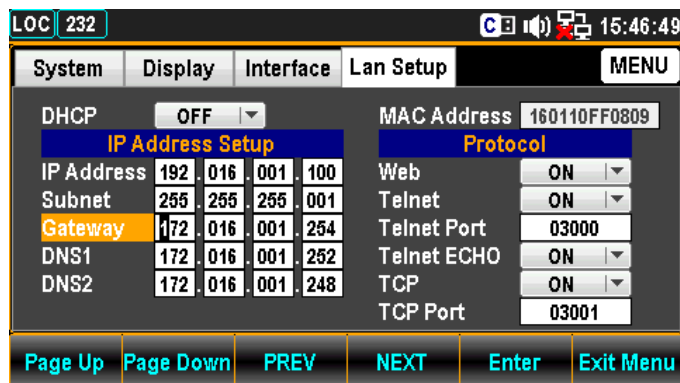 LOC 232 C 15:46:49
System Display Interface Lan Setup MENU
DHCP OFF MAC Address 160110FF0809
IP Address Setup Protocol
IP Address 192 . 016 . 001 . 100 Web ON
Subnet 255 . 255 . 255 . 001 Telnet ON
Gateway 172 . 016 . 001 . 254 Telnet Port 03000
DNS1 172 . 016 . 001 . 252 Telnet ECHO ON
DNS2 172 . 016 . 001 . 248 TCP ON
TCP Port 03001
Page Up Page Down PREV NEXT Enter Exit Menu